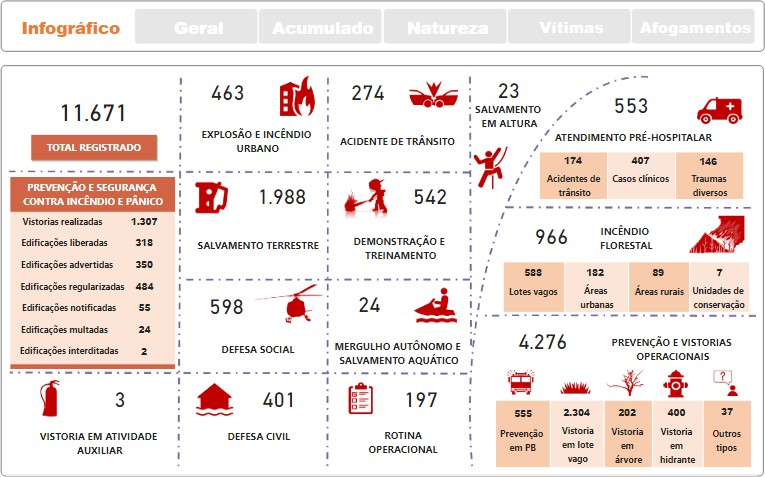 Infográfico
Geral
Acumulado
Natureza
Vítimas
Afogamentos
11.671
TOTAL REGISTRADO
PREVENÇÃO E SEGURANÇA
CONTRA INCÊNDIO E PÂNICO
Vistorias realizadas 1.307
Edificações liberadas 318
Edificações advertidas 350
Edificações regularizadas 484
Edificações notificadas 55
Edificações multadas 24
Edificações interditadas 2
463
EXPLOSÃO E INCÊNDIO
URBANO
274
ACIDENTE DE TRÂNSITO
23
SALVAMENTO
EM ALTURA
553
ATENDIMENTO PRÉ-HOSPITALAR
174
Acidentes de
trânsito
407
Casos clínicos
146
Traumas
diversos
1.988
SALVAMENTO TERRESTRE
542
DEMONSTRAÇÃO E
TREINAMENTO
966
INCÊNDIO
FLORESTAL
588
Lotes vagos
182
Áreas
urbanas
89
Áreas rurais
7
Unidades de
conservação
598
DEFESA SOCIAL
24
MERGULHO AUTÔNOMO E
SALVAMENTO AQUÁTICO
4.276
PREVENÇÃO E VISTORIAS
OPERACIONAIS
555
Prevenção
em PB
2.304
Vistoria
em lote
vago
202
Vistoria
em
árvore
400
Vistoria
em
hidrante
37
Outros
tipos
?
3
VISTORIA EM ATIVIDADE
AUXILIAR
401
DEFESA CIVIL
197
ROTINA
OPERACIONAL